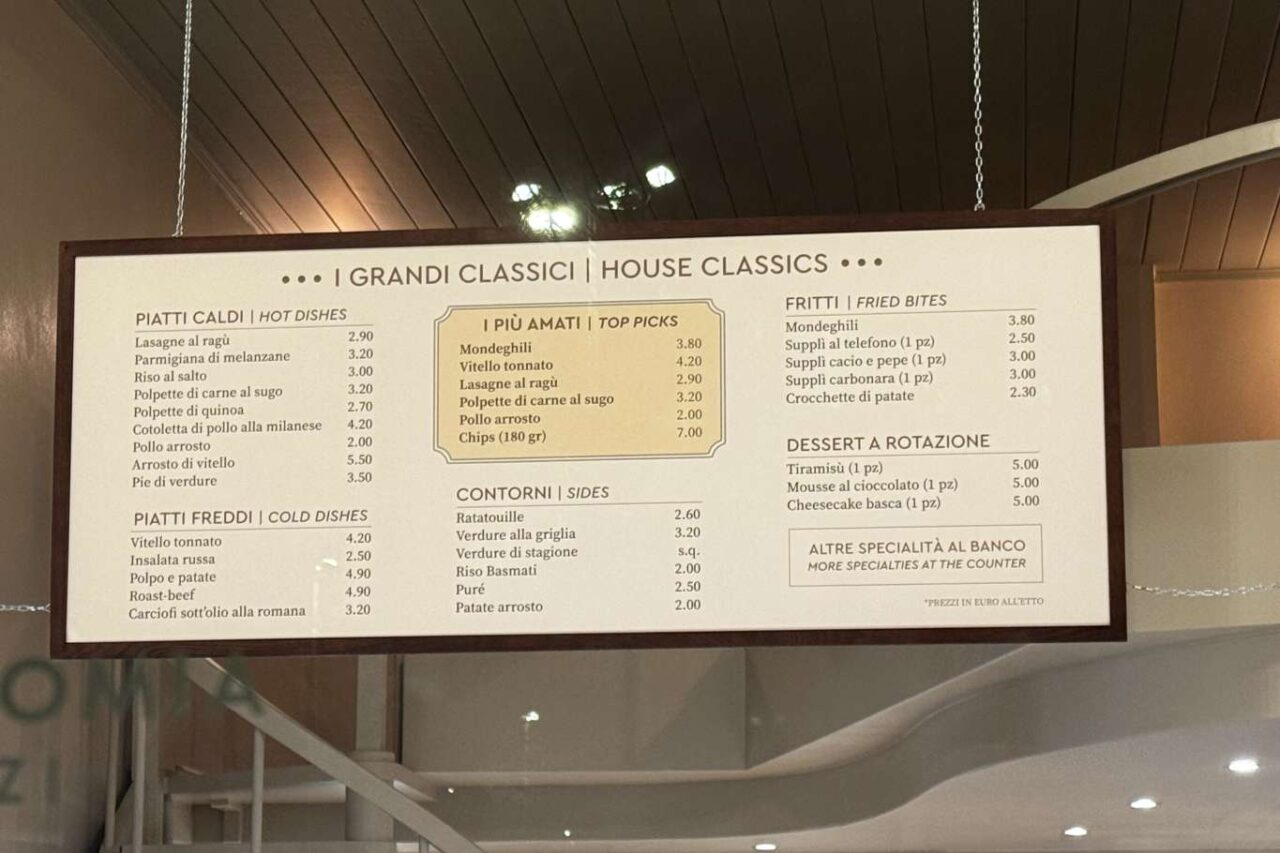 ••• I GRANDI CLASSICI | HOUSE CLASSICS •••
PIATTI CALDI | HOT DISHES
Lasagne al ragù 2.90
Parmigiana di melanzane 3.20
Riso al salto 3.00
Polpette di carne al sugo 3.20
Polpette di quinoa 2.70
Cotoletta di pollo alla milanese 4.20
Pollo arrosto 2.00
Arrosto di vitello 5.50
Pie di verdure 3.50
PIATTI FREDDI | COLD DISHES
Vitello tonnato 4.20
Insalata russa 2.50
Polpo e patate 4.90
Roast-beef 4.90
Carciofi sott'olio alla romana 3.20
I PIÙ AMATI | TOP PICKS
Mondeghili 3.80
Vitello tonnato 4.20
Lasagne al ragù 2.90
Polpette di carne al sugo 3.20
Pollo arrosto 2.00
Chips (180 gr) 7.00
CONTORNI | SIDES
Ratatouille 2.60
Verdure alla griglia 3.20
Verdure di stagione s.q.
Riso Basmati 2.00
Puré 2.50
Patate arrosto 2.00
FRITTI | FRIED BITES
Mondeghili 3.80
Supplì al telefono (1 pz) 2.50
Supplì cacio e pepe (1 pz) 3.00
Supplì carbonara (1 pz) 3.00
Crocchette di patate 2.30
DESSERT A ROTAZIONE
Tiramisù (1 pz) 5.00
Mousse al cioccolato (1 pz) 5.00
Cheesecake basca (1 pz) 5.00
ALTRE SPECIALITÀ AL BANCO
MORE SPECIALTIES AT THE COUNTER
*PREZZI IN EURO ALL'ETTO
OMIA
ZI